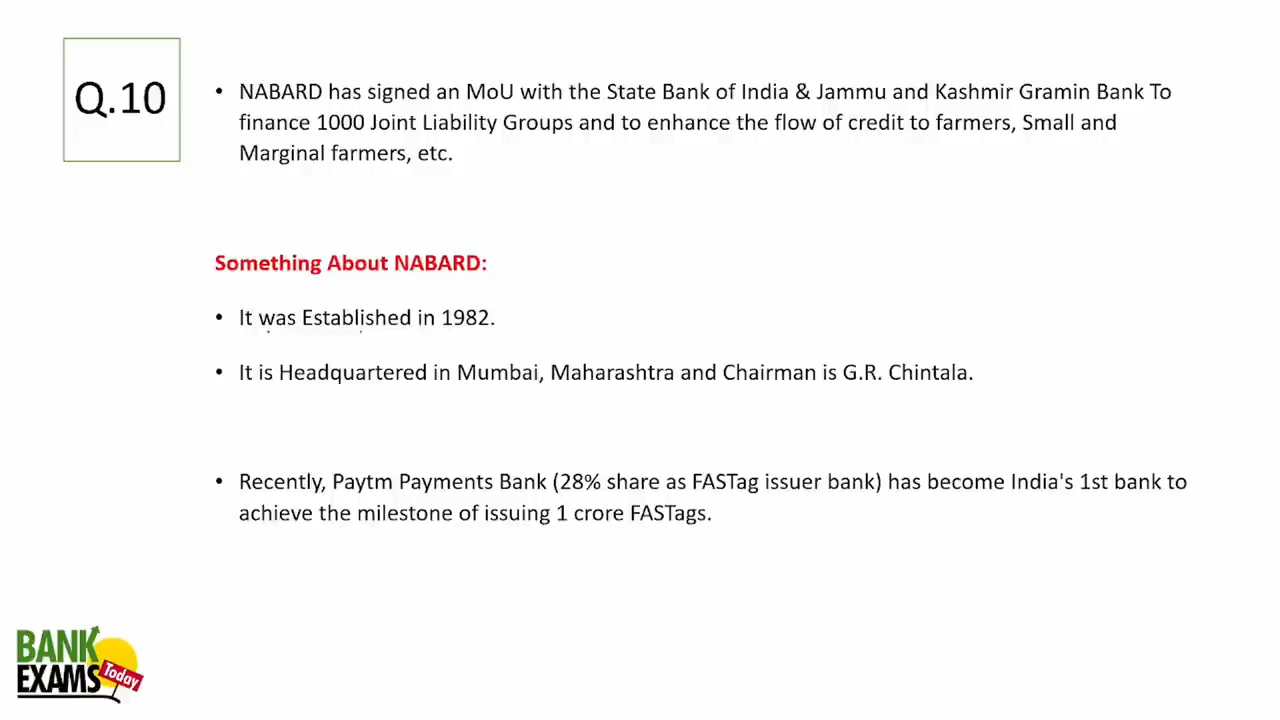 Q.10
• NABARD has signed an MoU with the State Bank of India & Jammu and Kashmir Gramin Bank To
finance 1000 Joint Liability Groups and to enhance the flow of credit to farmers, Small and
Marginal farmers, etc.
Something About NABARD:
• It was Established in 1982.
• It is Headquartered in Mumbai, Maharashtra and Chairman is G.R. Chintala.
• Recently, Paytm Payments Bank (28% share as FASTag issuer bank) has become India's 1st bank to
achieve the milestone of issuing 1 crore FASTags.
BANK
EXAMS
Today